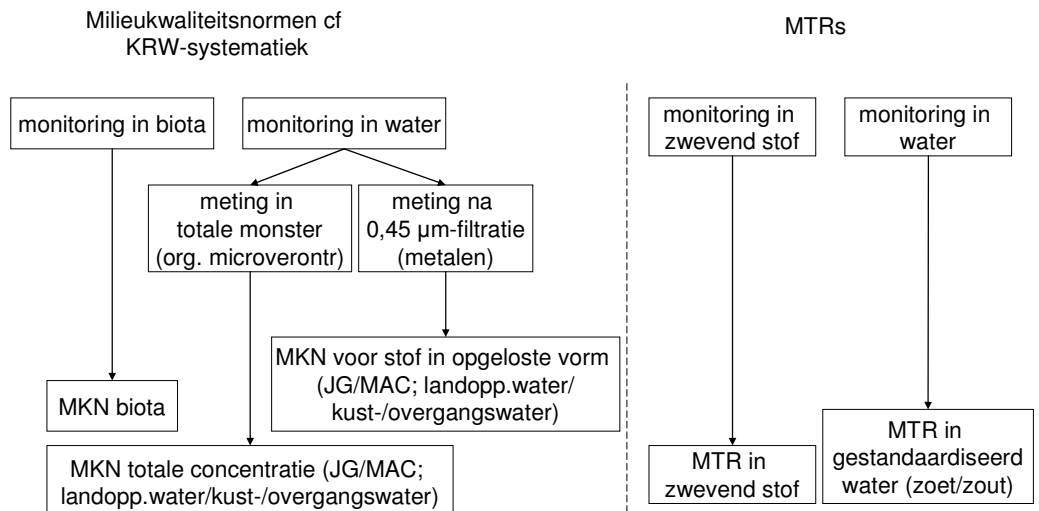 Milieukwaliteitsnormen cf
KRW-systematiek
MTRs
monitoring in biota
monitoring in water
monitoring in
zwevend stof
monitoring in
water
meting in
totale monster
(org. microverontr)
meting na
0,45 µm-filtratie
(metalen)
MKN voor stof in opgeloste vorm
(JG/MAC; landopp.water/
kust-/overgangswater)
MKN biota
MKN totale concentratie (JG/MAC;
landopp.water/kust-/overgangswater)
MTR in
zwevend stof
MTR in
gestandaardiseerd
water (zoet/zout)